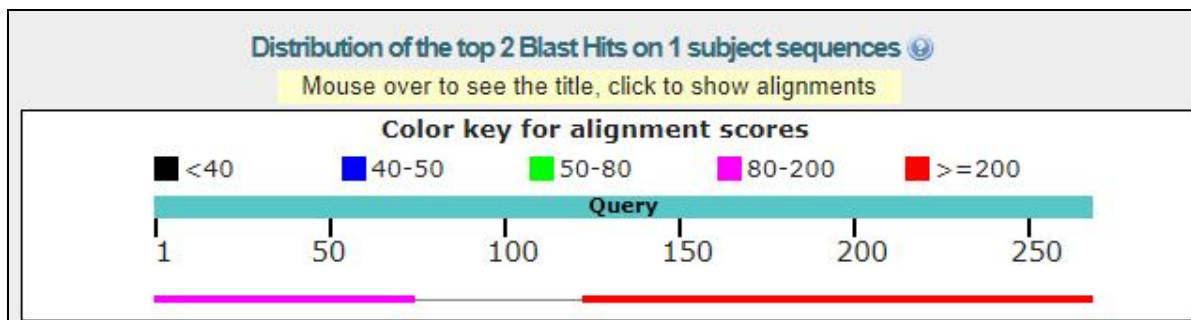 Distribution of the top 2 Blast Hits on 1 subject sequences ?
Mouse over to see the title, click to show alignments
Color key for alignment scores
<40 40-50 50-80 80-200 >=200
Query
1 50 100 150 200 250